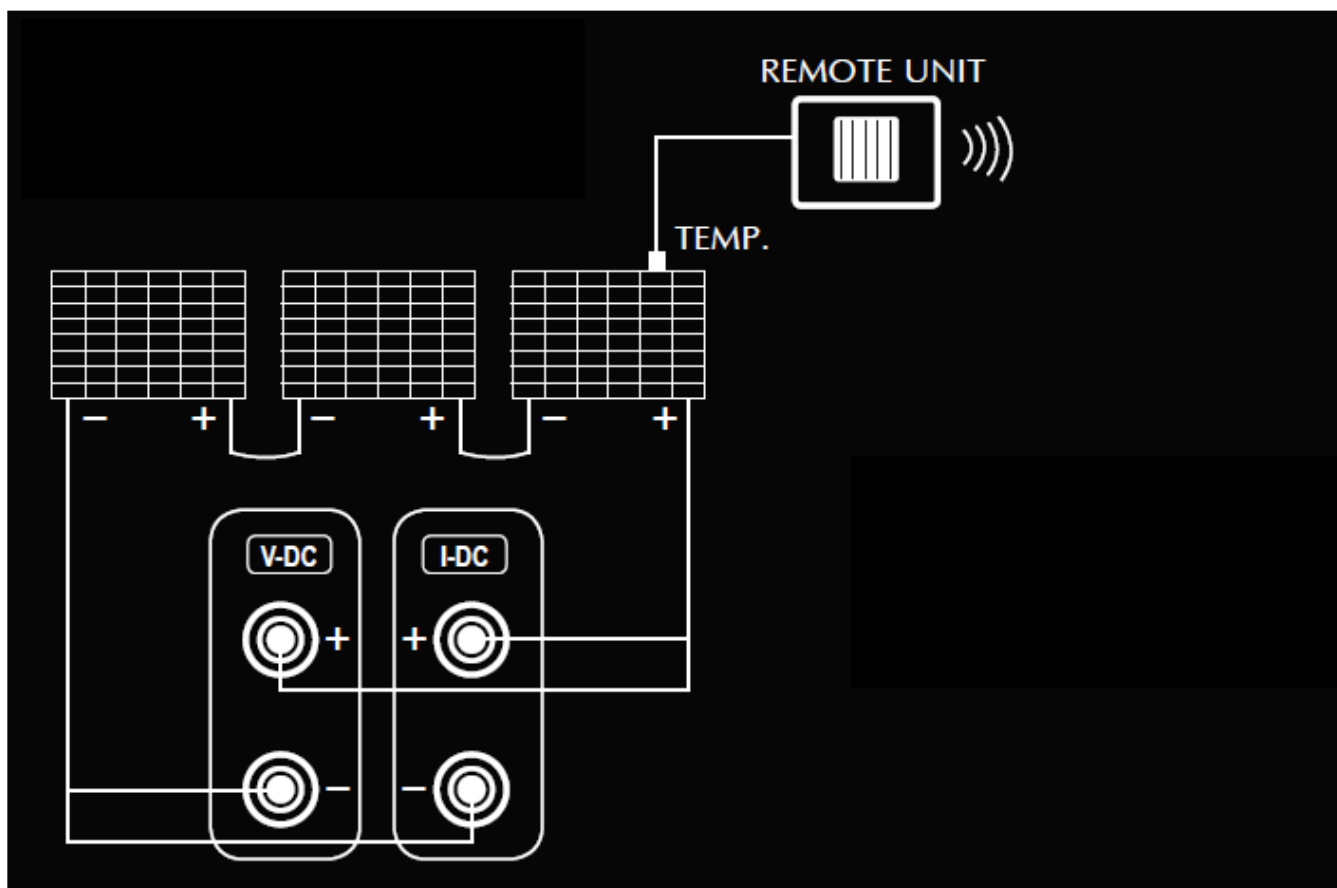 REMOTE UNIT
TEMP.
− + − + − +
V-DC I-DC
+ +
− −